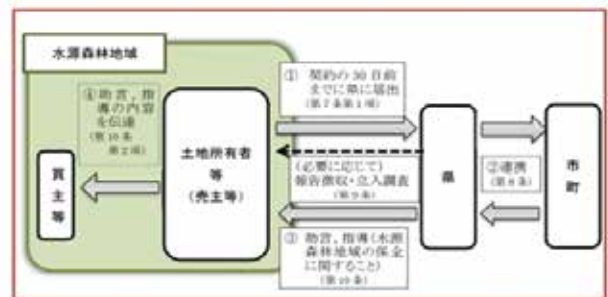 水源森林地域
④助言、指
導の内容
を伝達
(第10条
第2項)
買主等
土地所有者
等
(売主等)
① 契約の30日前
までに県に届出
(第7条第1項)
(必要に応じて)
報告徴収・立入調査
(第9条)
③ 助言、指導(水源
森林地域の保全
に関すること)
(第10条)
県
②連携
(第8条)
市町